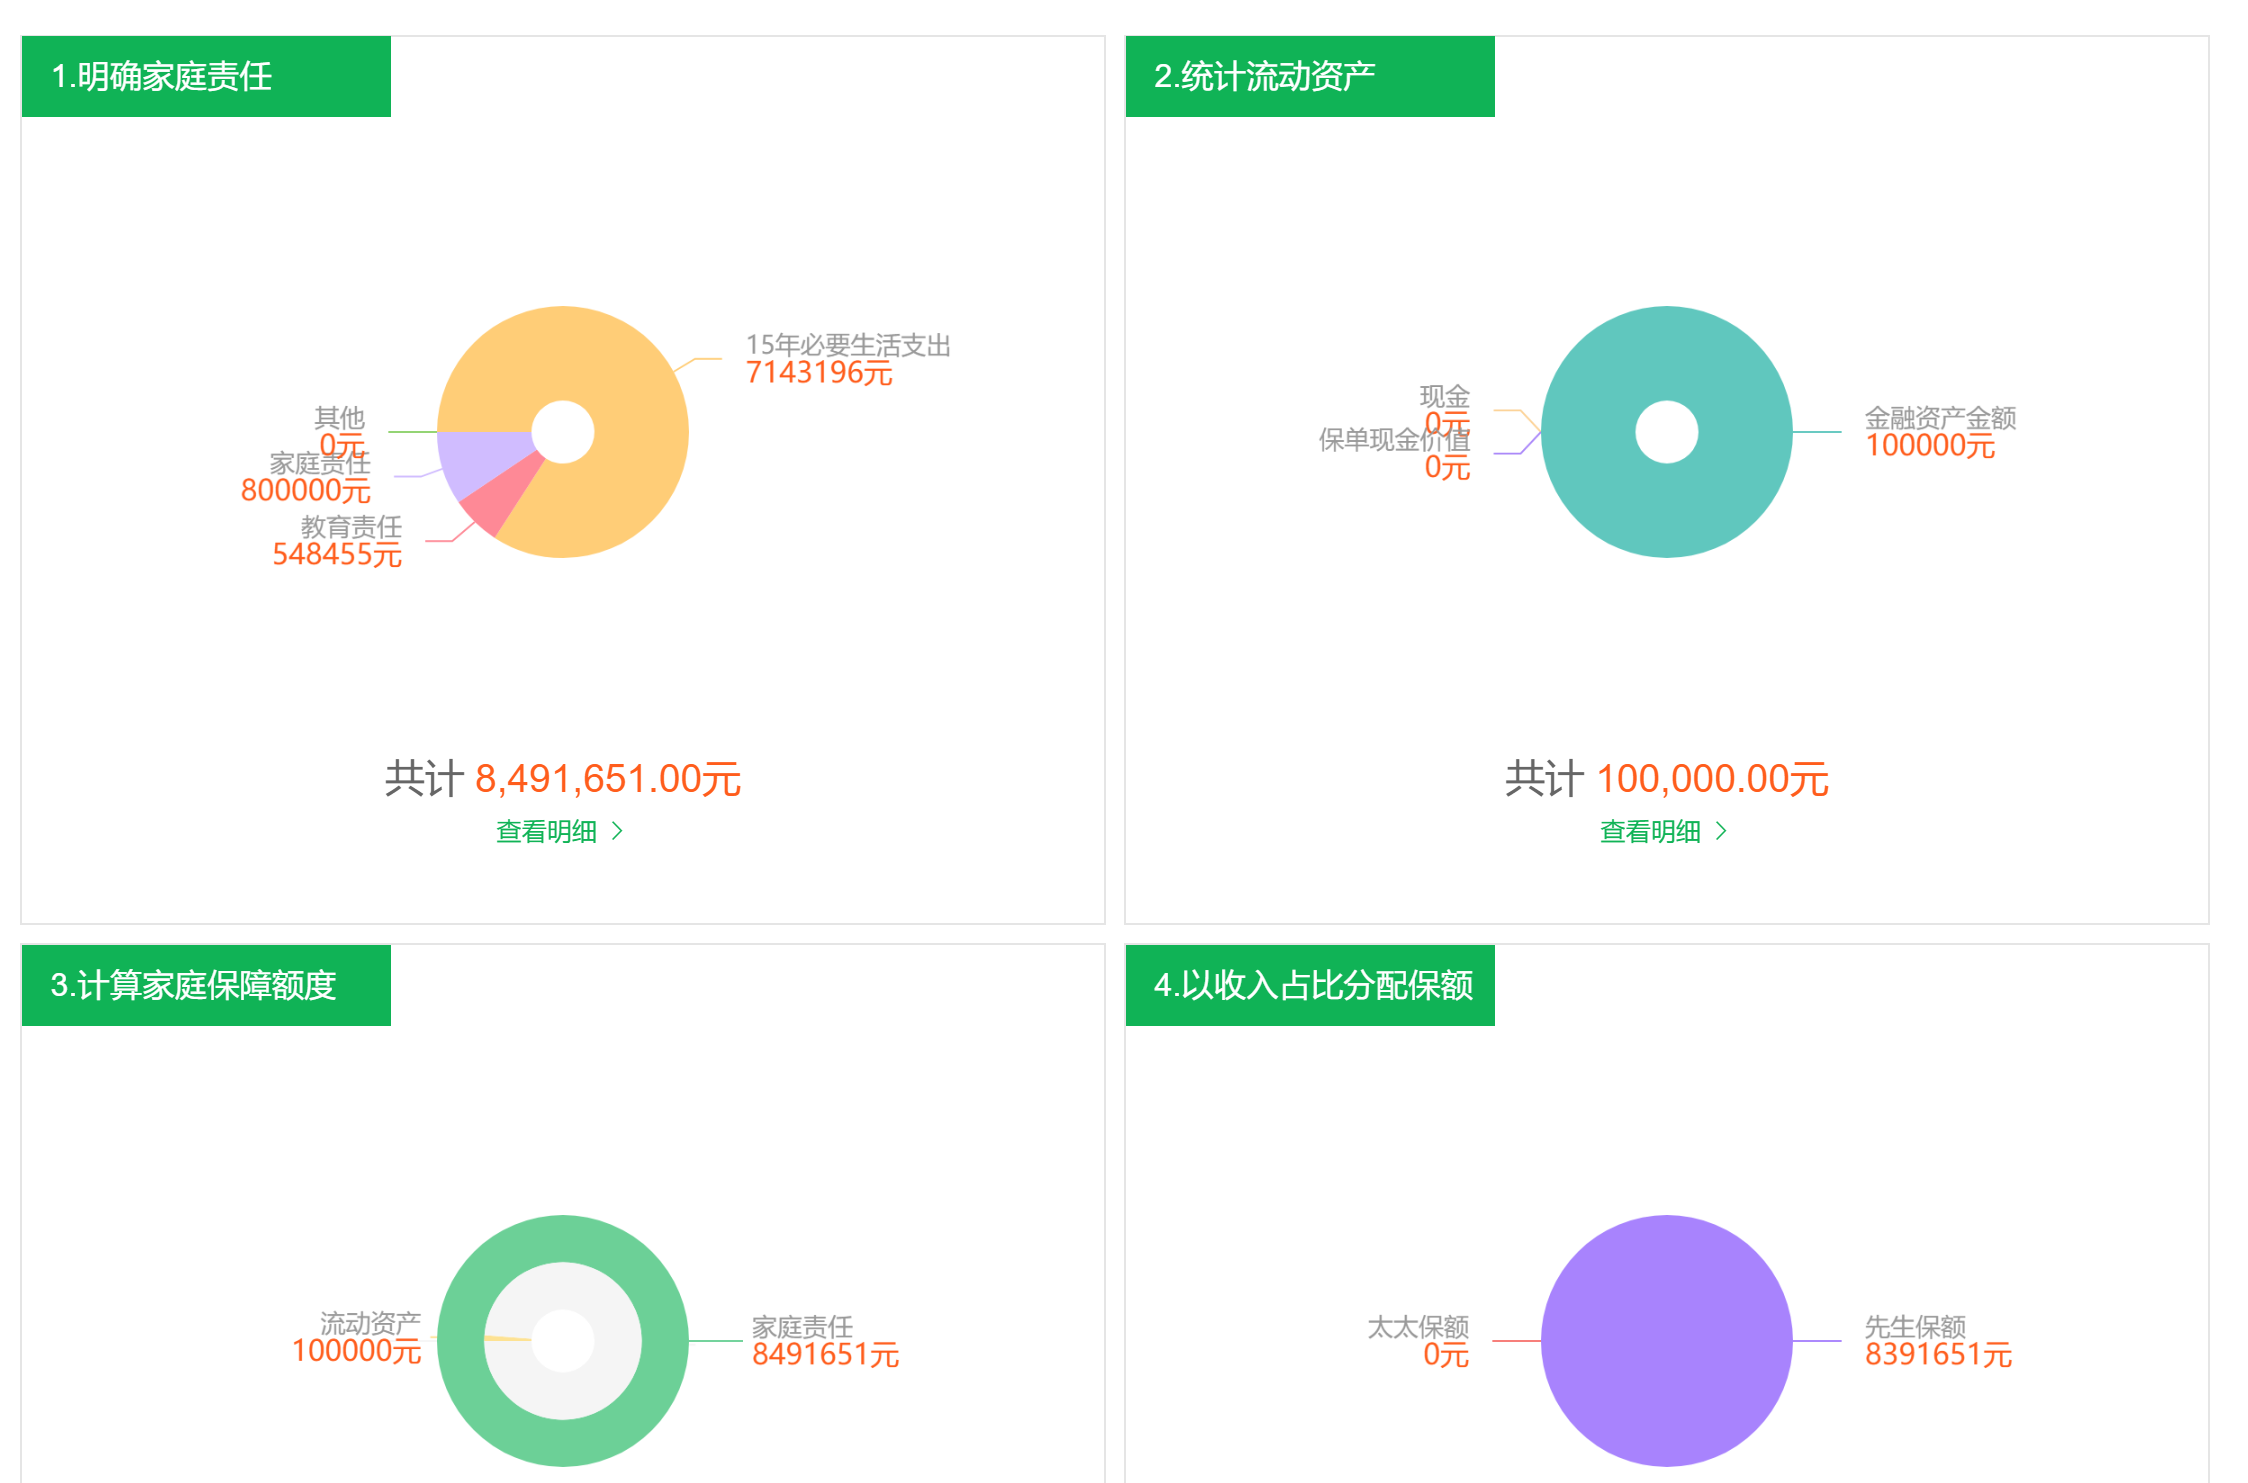 1.明确家庭责任
15年必要生活支出
7143196元
其他
0元
家庭责任
800000元
教育责任
548455元
共计 8,491,651.00元
查看明细
2.统计流动资产
现金
0元
保单现金价值
0元
金融资产金额
100000元
共计 100,000.00元
查看明细
3.计算家庭保障额度
流动资产
100000元
家庭责任
8491651元
4.以收入占比分配保额
太太保额
0元
先生保额
8391651元